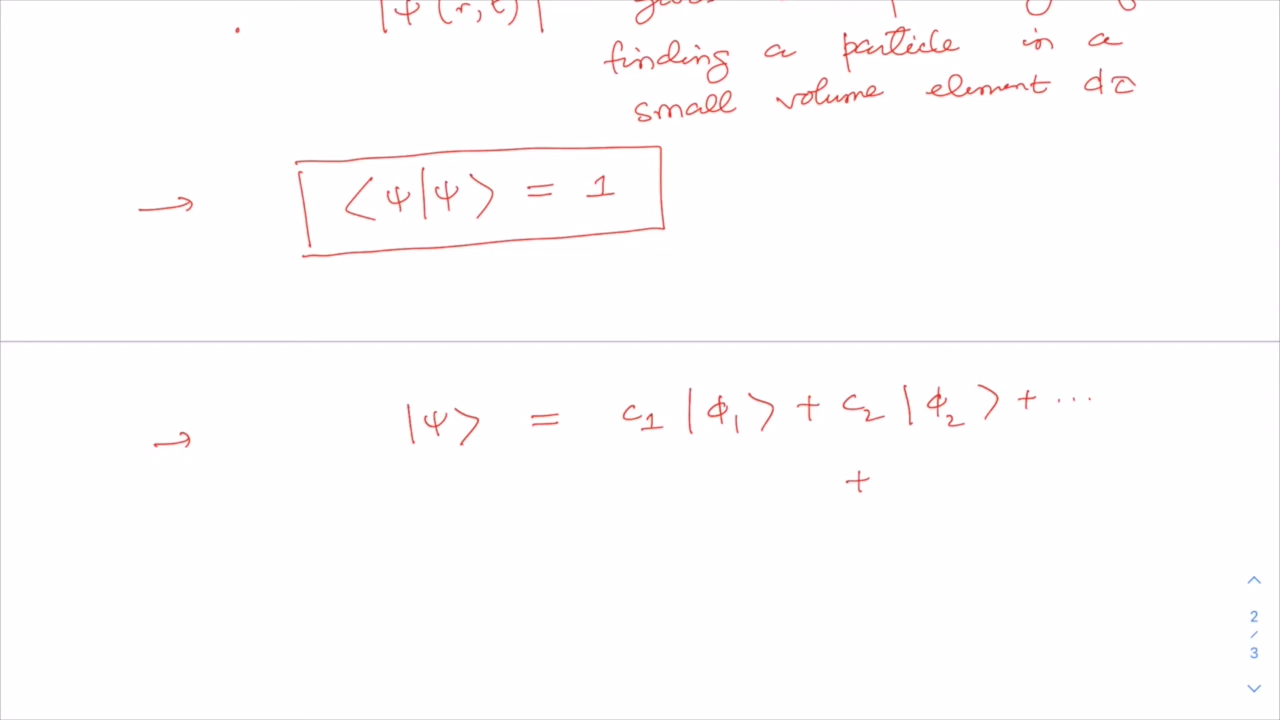 |Ψ(r,t)|
finding a particle in a
small volume element dτ
→ ⟨Ψ|Ψ⟩ = 1
→ |Ψ⟩ = c₁|ϕ₁⟩ + c₂|ϕ₂⟩ + ...
+
2
/
3